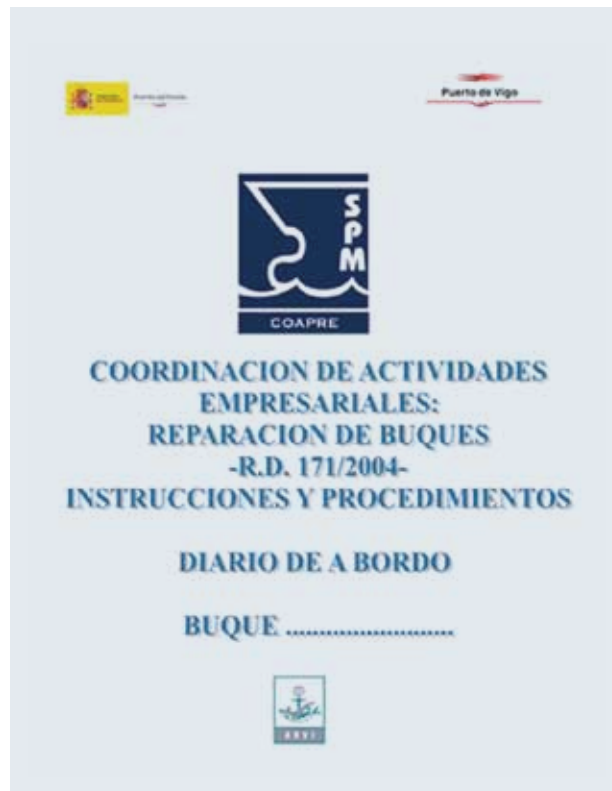 Puerto de Vigo
SPM
COAPRE
COORDINACION DE ACTIVIDADES
EMPRESARIALES:
REPARACION DE BUQUES
-R.D. 171/2004-
INSTRUCCIONES Y PROCEDIMIENTOS
DIARIO DE A BORDO
BUQUE ..........................
ARVI